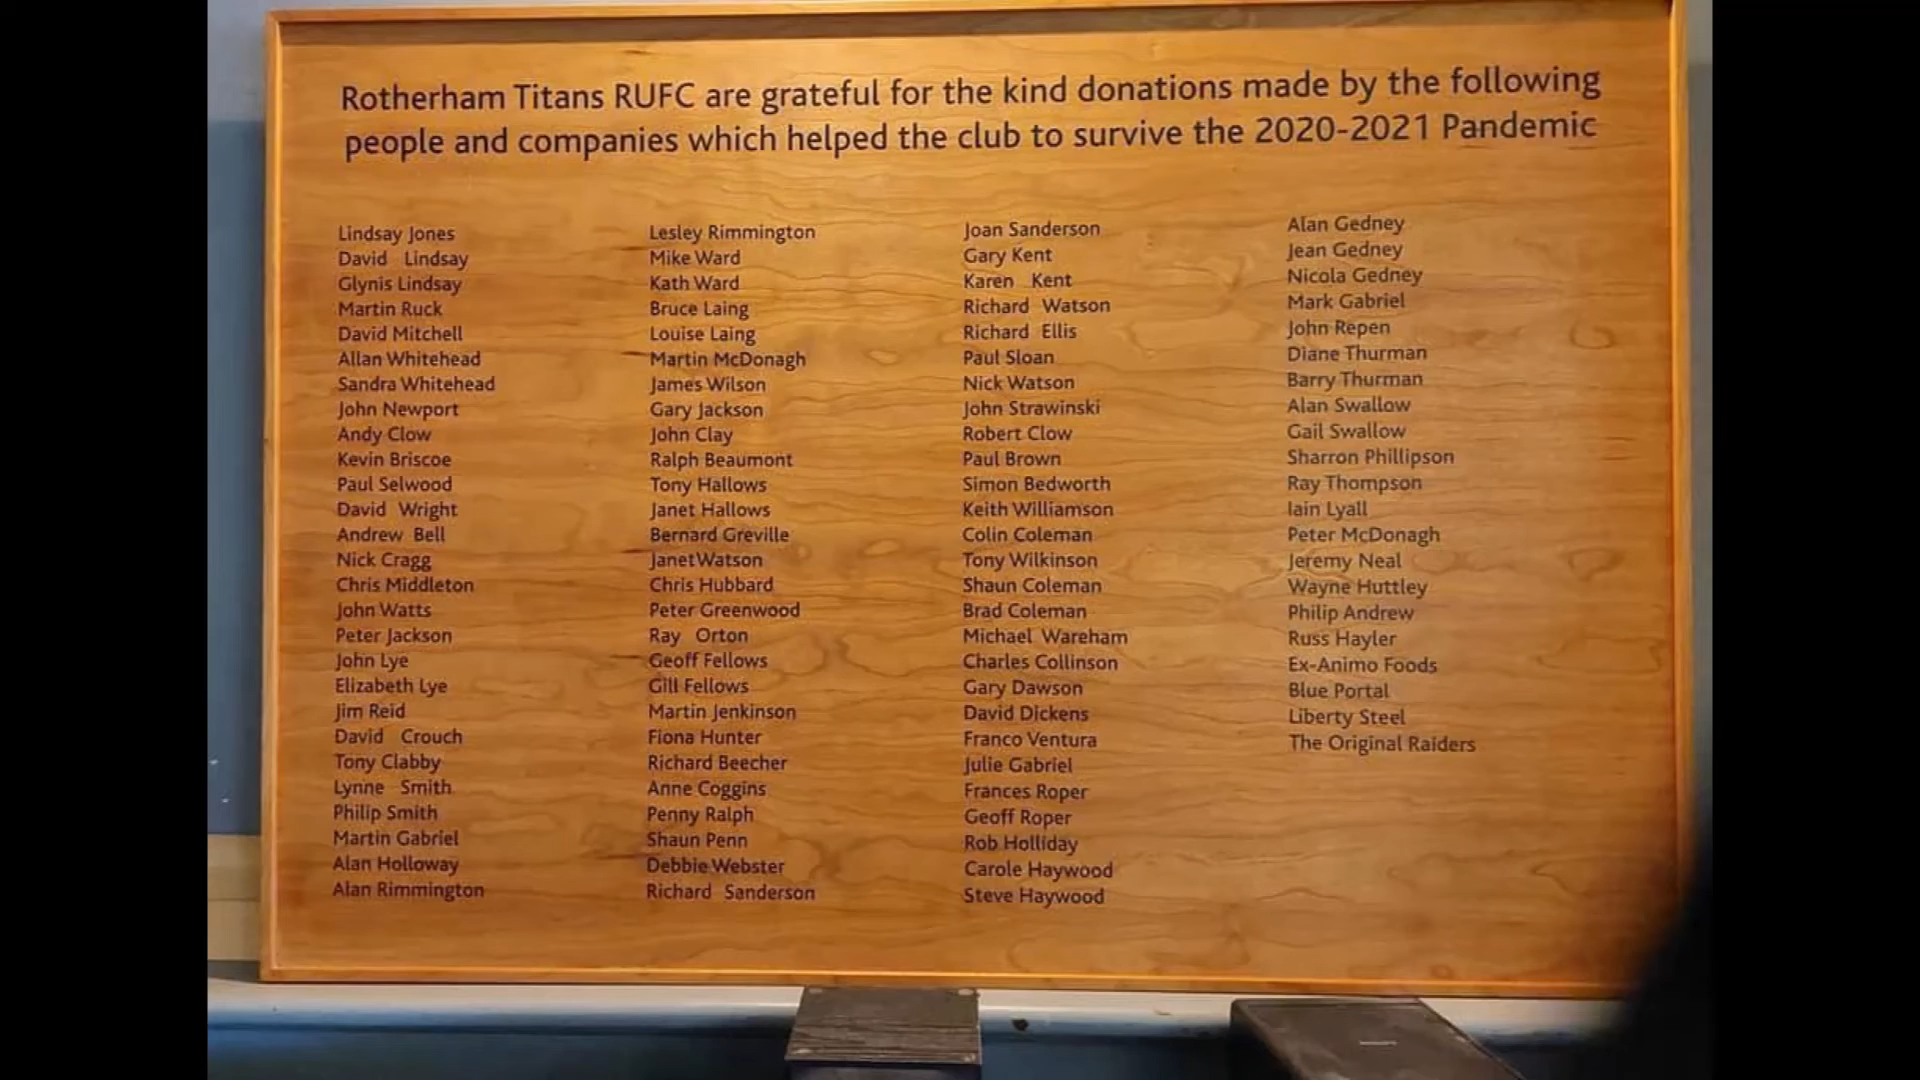 Rotherham Titans RUFC are grateful for the kind donations made by the following
people and companies which helped the club to survive the 2020-2021 Pandemic
Lindsay Jones
David Lindsay
Glynis Lindsay
Martin Ruck
David Mitchell
Allan Whitehead
Sandra Whitehead
John Newport
Andy Clow
Kevin Briscoe
Paul Selwood
David Wright
Andrew Bell
Nick Cragg
Chris Middleton
John Watts
Peter Jackson
John Lye
Elizabeth Lye
Jim Reid
David Crouch
Tony Clabby
Lynne Smith
Philip Smith
Martin Gabriel
Alan Holloway
Alan Rimmington
Lesley Rimmington
Mike Ward
Kath Ward
Bruce Laing
Louise Laing
Martin McDonagh
James Wilson
Gary Jackson
John Clay
Ralph Beaumont
Tony Hallows
Janet Hallows
Bernard Greville
JanetWatson
Chris Hubbard
Peter Greenwood
Ray Orton
Geoff Fellows
Gill Fellows
Martin Jenkinson
Fiona Hunter
Richard Beecher
Anne Coggins
Penny Ralph
Shaun Penn
Debbie Webster
Richard Sanderson
Joan Sanderson
Gary Kent
Karen Kent
Richard Watson
Richard Ellis
Paul Sloan
Nick Watson
John Strawinski
Robert Clow
Paul Brown
Simon Bedworth
Keith Williamson
Colin Coleman
Tony Wilkinson
Shaun Coleman
Brad Coleman
Michael Wareham
Charles Collinson
Gary Dawson
David Dickens
Franco Ventura
Julie Gabriel
Frances Roper
Geoff Roper
Rob Holliday
Carole Haywood
Steve Haywood
Alan Gedney
Jean Gedney
Nicola Gedney
Mark Gabriel
John Repen
Diane Thurman
Barry Thurman
Alan Swallow
Gail Swallow
Sharron Phillipson
Ray Thompson
Iain Lyall
Peter McDonagh
Jeremy Neal
Wayne Huttley
Philip Andrew
Russ Hayler
Ex-Animo Foods
Blue Portal
Liberty Steel
The Original Raiders